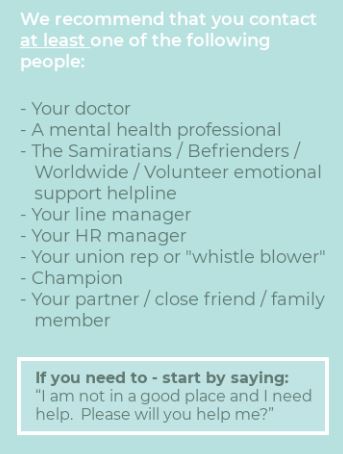 We recommend that you contact
at least one of the following
people:
- Your doctor
- A mental health professional
- The Samiratians / Befrienders /
Worldwide / Volunteer emotional
support helpline
- Your line manager
- Your HR manager
- Your union rep or "whistle blower"
- Champion
- Your partner / close friend / family
member
If you need to - start by saying:
“I am not in a good place and I need
help. Please will you help me?”